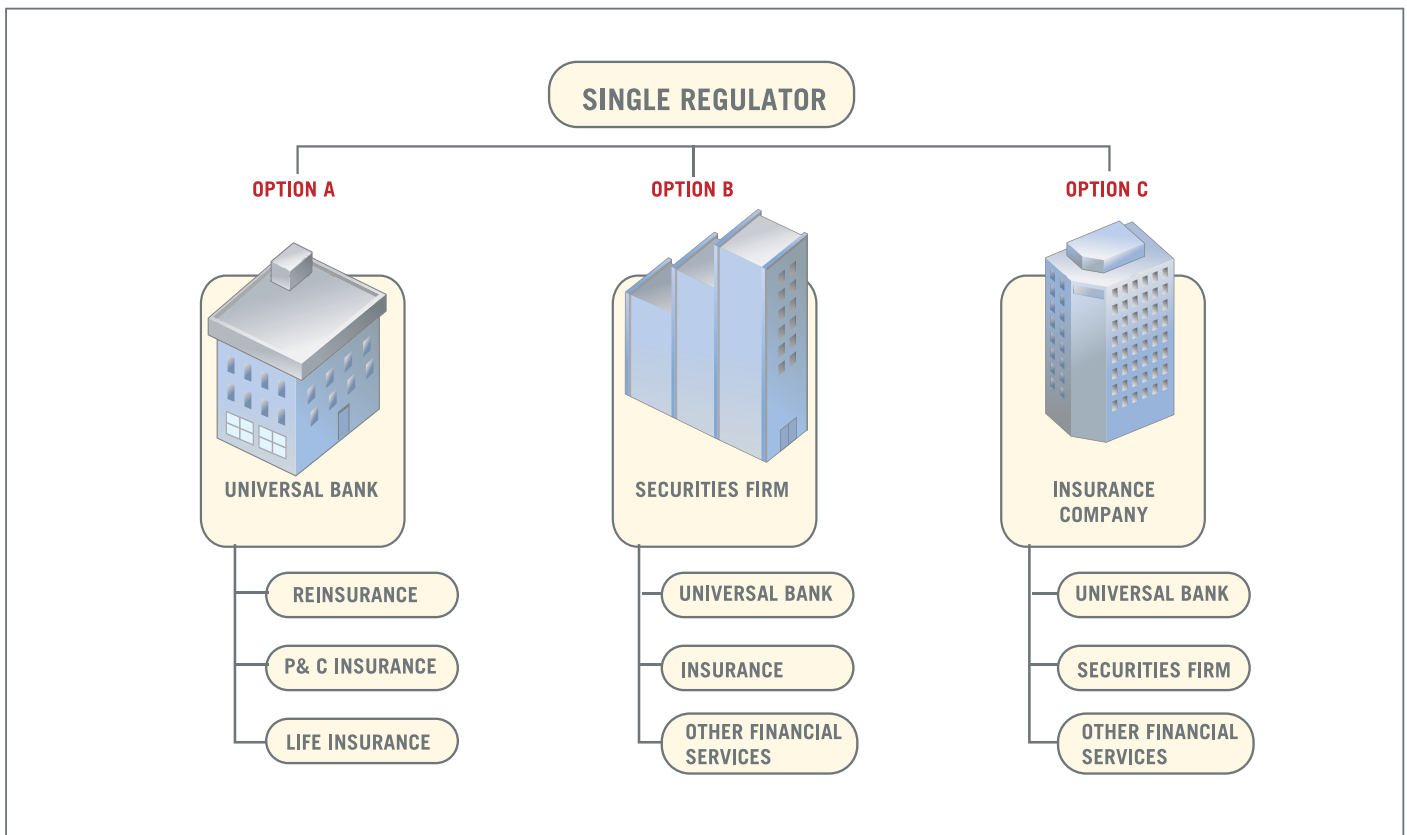 SINGLE REGULATOR
OPTION A
OPTION B
OPTION C
UNIVERSAL BANK
REINSURANCE
P& C INSURANCE
LIFE INSURANCE
SECURITIES FIRM
UNIVERSAL BANK
INSURANCE
OTHER FINANCIAL
SERVICES
INSURANCE
COMPANY
UNIVERSAL BANK
SECURITIES FIRM
OTHER FINANCIAL
SERVICES